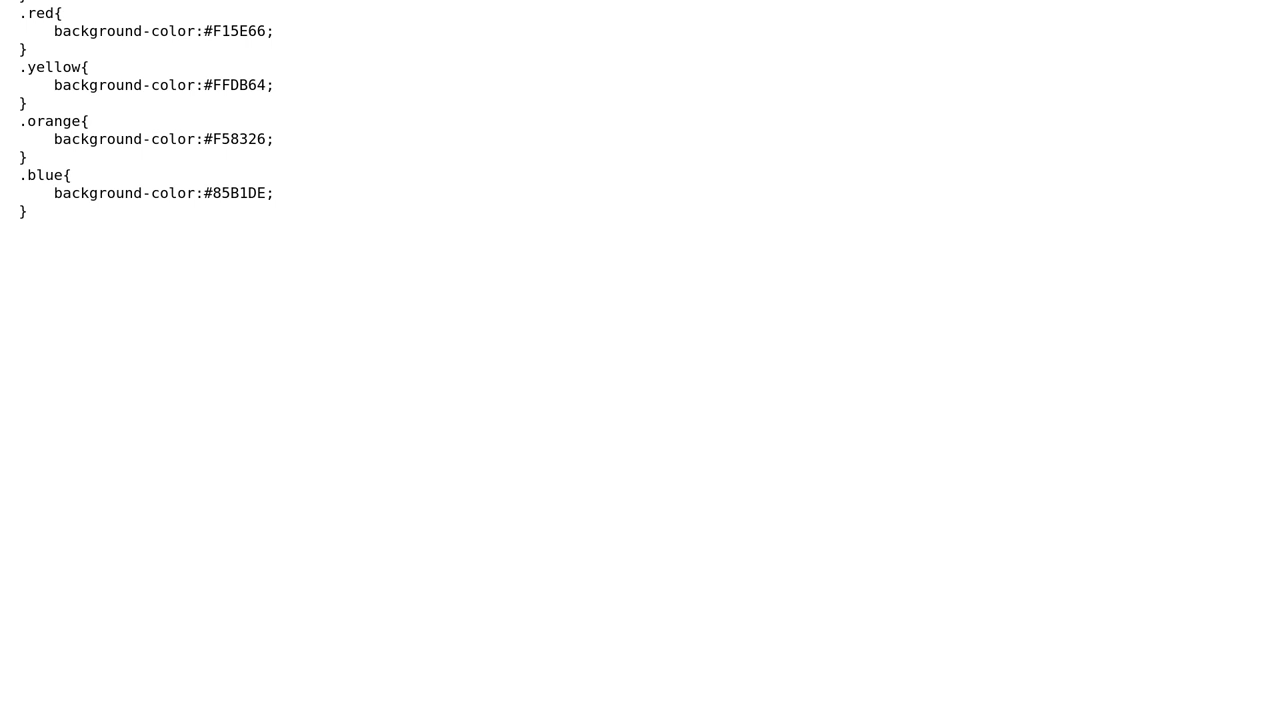 .red{
    background-color:#F15E66;
}
.yellow{
    background-color:#FFDB64;
}
.orange{
    background-color:#F58326;
}
.blue{
    background-color:#85B1DE;
}